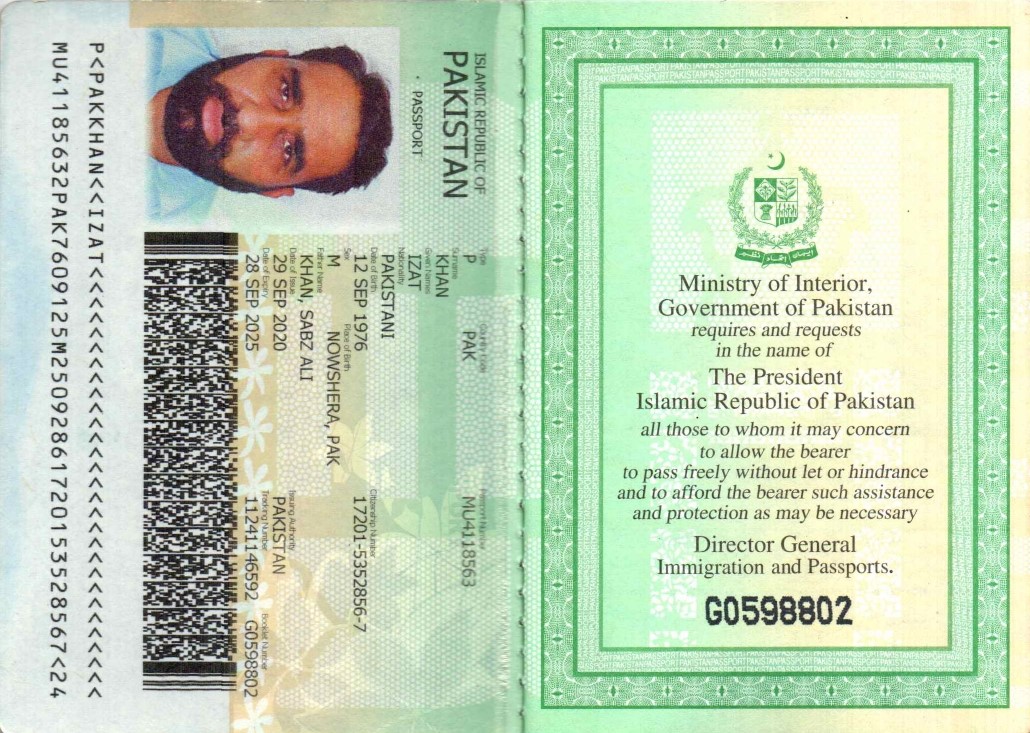 ISLAMIC REPUBLIC OF
PAKISTAN
PASSPORT
Type Country Code Passport Number
P PAK MU4118563
Surname
KHAN
Given Names
IZAT
Nationality
PAKISTANI
Date of Birth Citizenship Number
12 SEP 1976 17201-5352856-7
Sex Place of Birth
M NOWSHERA, PAK
Father Name
KHAN, SABZ ALI
Date of Issue Issuing Authority
29 SEP 2020 PAKISTAN
Date of Expiry Tracking Number Booklet Number
28 SEP 2025 11241146592 G0598802
P<PAKKHAN<<IZAT<<<<<<<<<<<<<<<<<<<<<<<<<<<<<
MU41185632PAK7609125M25092861720153528567<24
ایمان اتحاد نظم
Ministry of Interior,
Government of Pakistan
requires and requests
in the name of
The President
Islamic Republic of Pakistan
all those to whom it may concern
to allow the bearer
to pass freely without let or hindrance
and to afford the bearer such assistance
and protection as may be necessary
Director General
Immigration and Passports.
G0598802